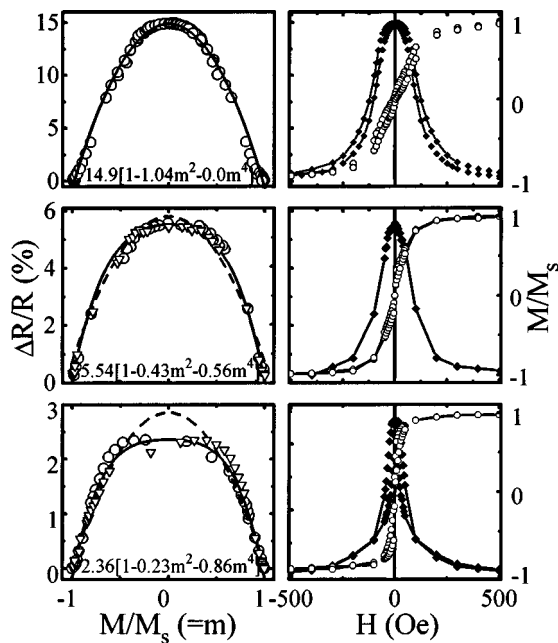 15
10
5
0
14.9[1-1.04m²-0.0m⁴]
1
0
-1
6
4
2
0
5.54[1-0.43m²-0.56m⁴]
1
0
-1
3
2
1
0
2.36[1-0.23m²-0.86m⁴]
1
0
-1
ΔR/R (%)
M/Mₛ
-1 0 1
-500 0 500
M/Mₛ (=m)
H (Oe)